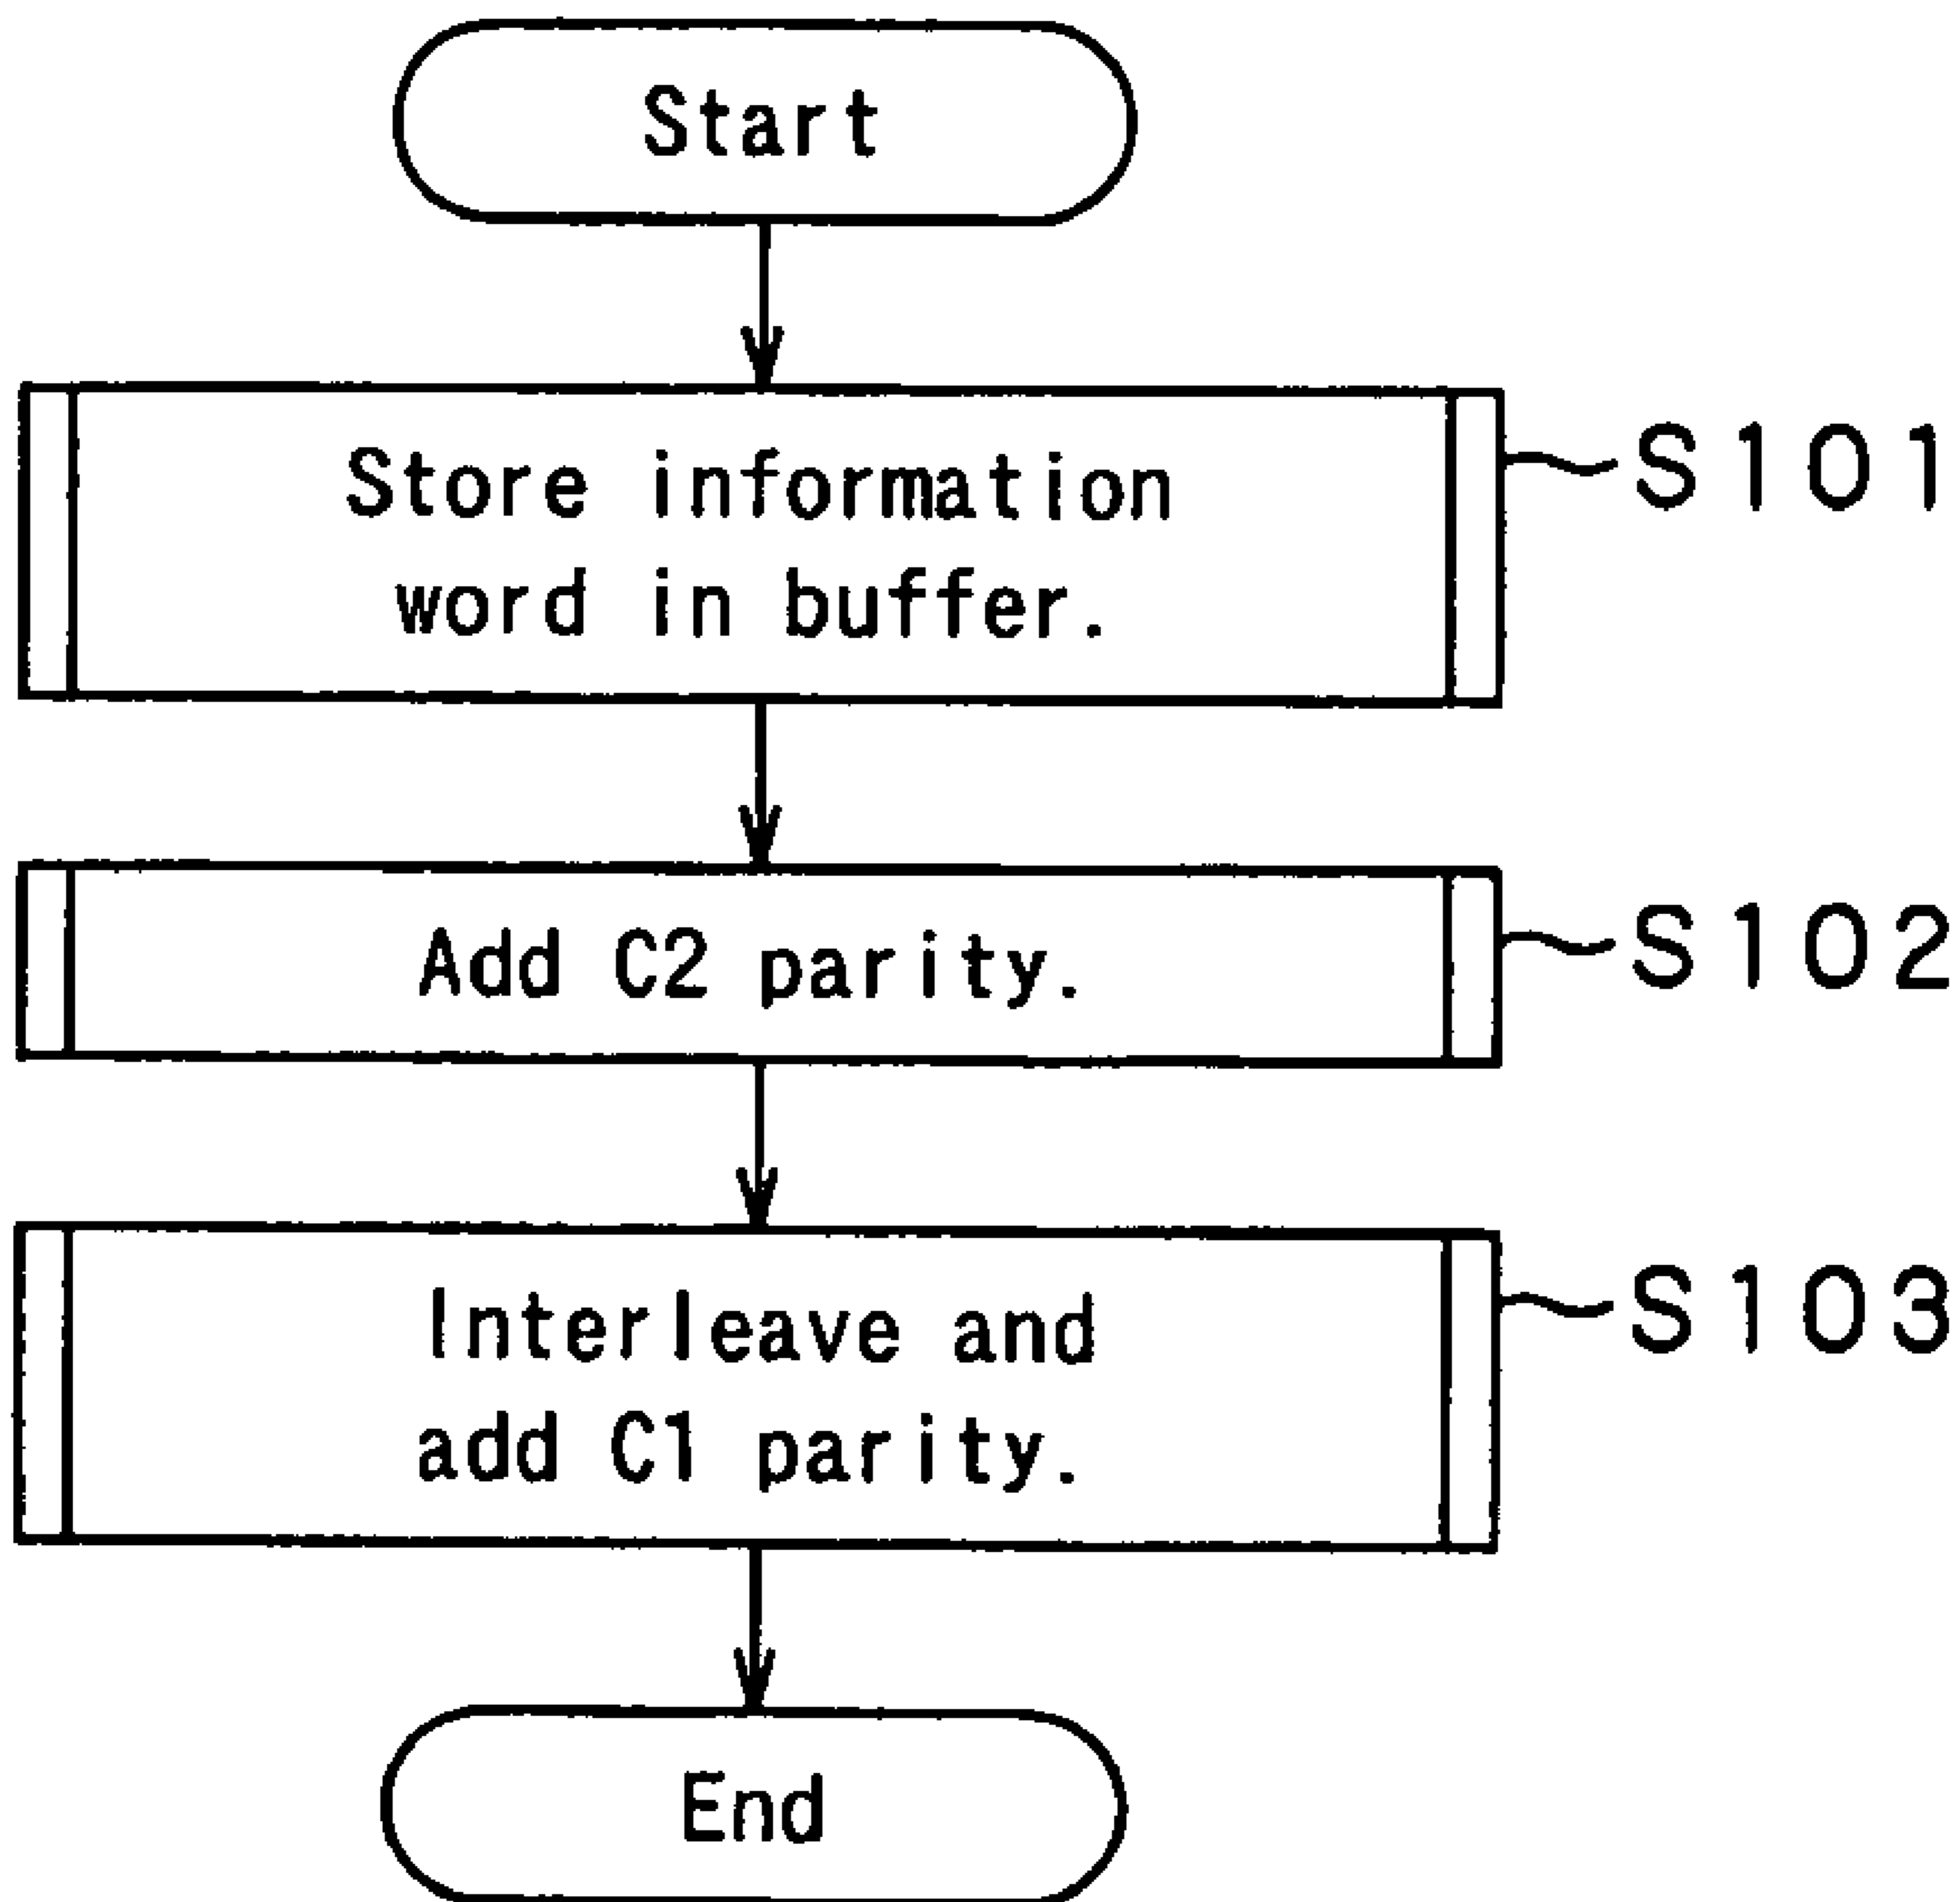 Start
Store information
word in buffer.
S101
Add C2 parity.
S102
Interleave and
add C1 parity.
S103
End